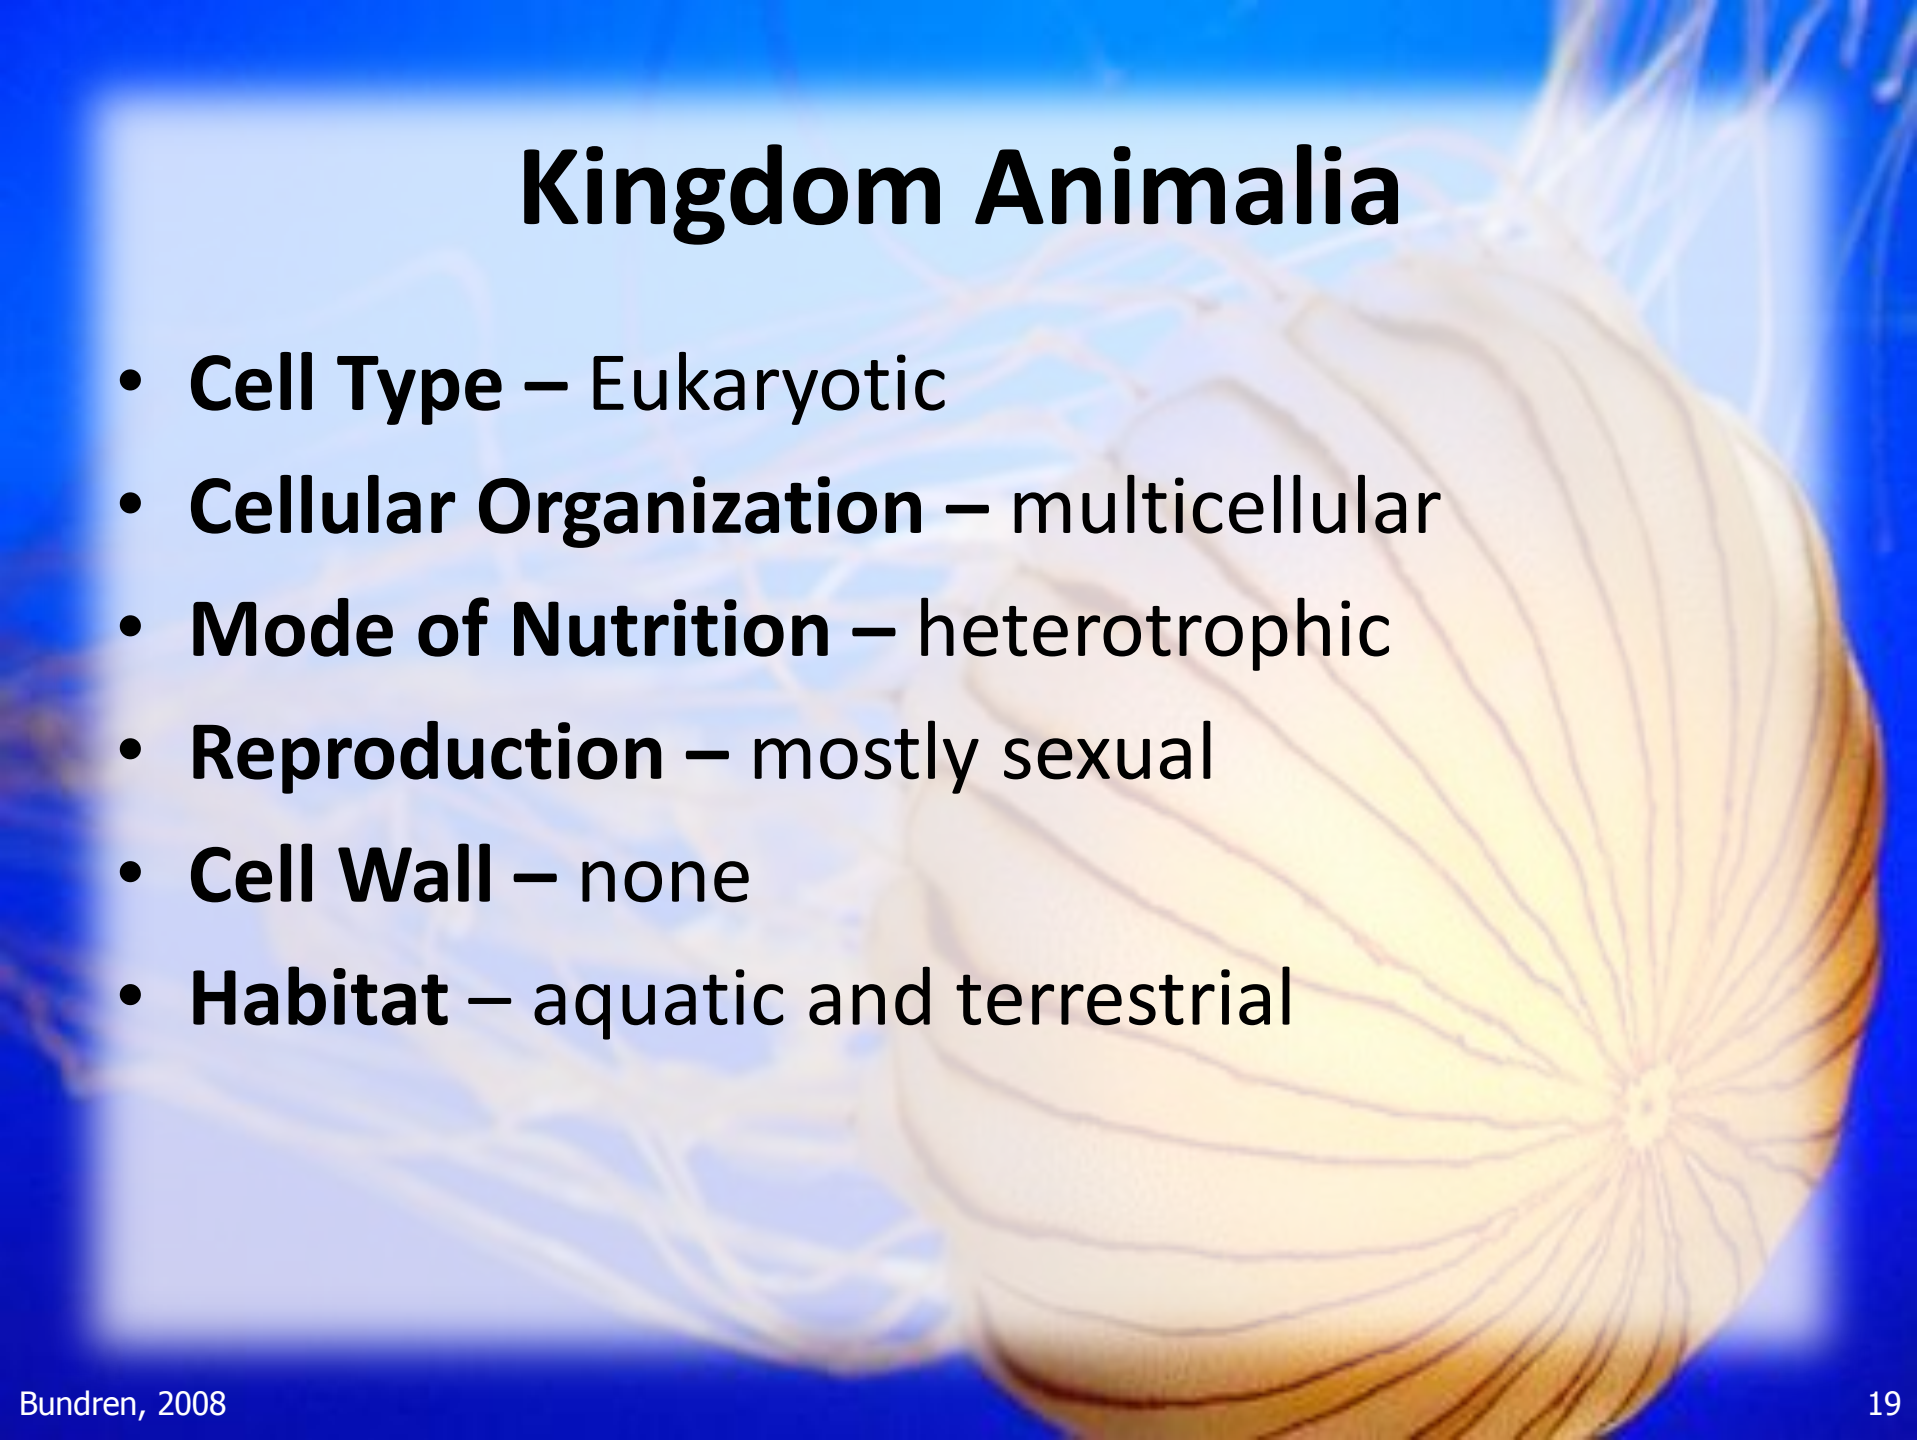 Kingdom Animalia
• Cell Type – Eukaryotic
• Cellular Organization – multicellular
• Mode of Nutrition – heterotrophic
• Reproduction – mostly sexual
• Cell Wall – none
• Habitat – aquatic and terrestrial
Bundren, 2008
19